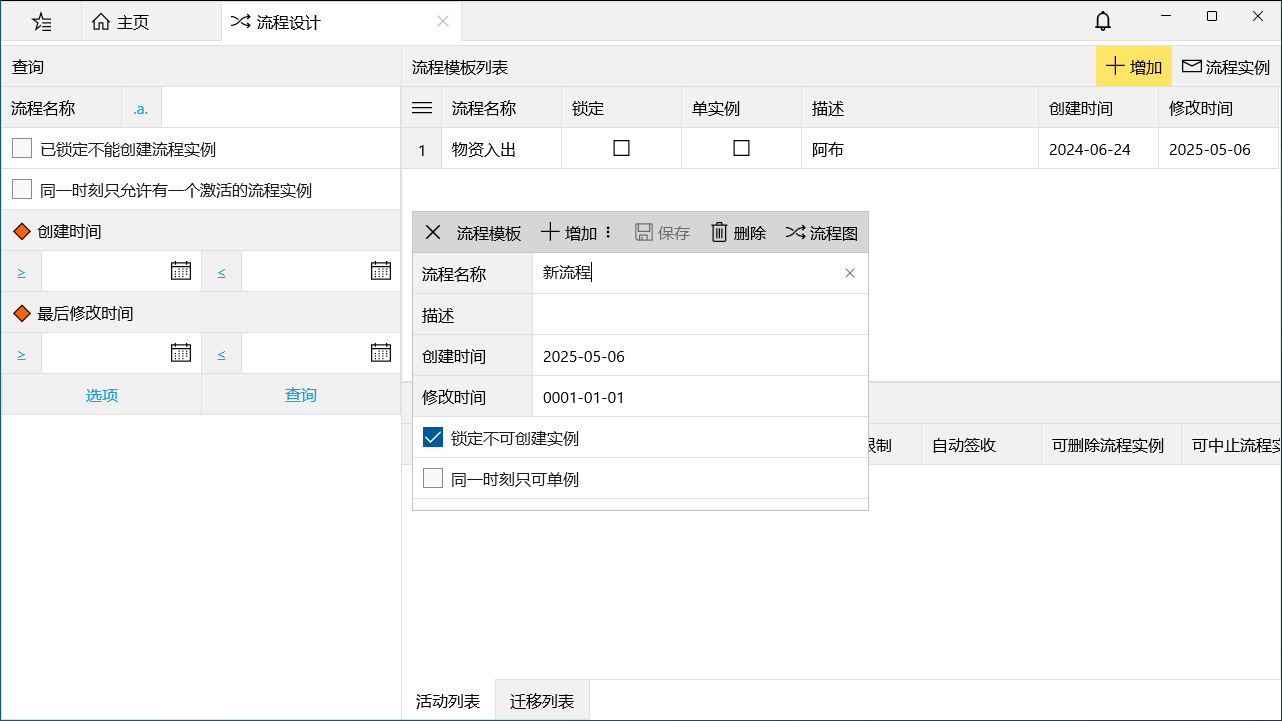 主页
流程设计
查询
流程名称 .a.
已锁定不能创建流程实例
同一时刻只允许有一个激活的流程实例
创建时间
≥ ≤
最后修改时间
≥ ≤
选项 查询
流程模板列表 增加 流程实例
流程名称 锁定 单实例 描述 创建时间 修改时间
1 物资入出 阿布 2024-06-24 2025-05-06
流程模板 增加 保存 删除 流程图
流程名称 新流程
描述
创建时间 2025-05-06
修改时间 0001-01-01
锁定不可创建实例
同一时刻只可单例
限制 自动签收 可删除流程实例 可中止流程实
活动列表 迁移列表